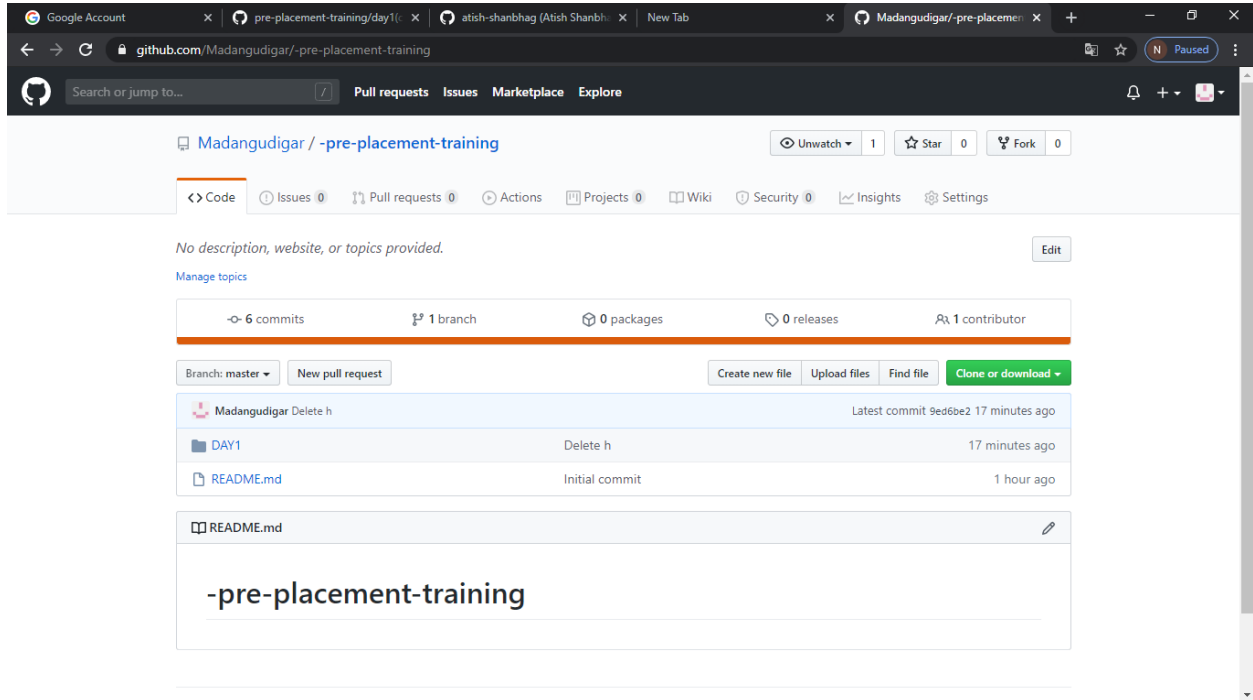 Google Account
pre-placement-training/day1(c
atish-shanbhag (Atish Shanbha
New Tab
Madangudigar/-pre-placemen
github.com/Madangudigar/-pre-placement-training
N Paused
Search or jump to... /
Pull requests Issues Marketplace Explore
Madangudigar / -pre-placement-training
Unwatch 1 Star 0 Fork 0
Code Issues 0 Pull requests 0 Actions Projects 0 Wiki Security 0 Insights Settings
No description, website, or topics provided. Edit
Manage topics
6 commits 1 branch 0 packages 0 releases 1 contributor
Branch: master New pull request Create new file Upload files Find file Clone or download
Madangudigar Delete h Latest commit 9ed6be2 17 minutes ago
DAY1 Delete h 17 minutes ago
README.md Initial commit 1 hour ago
README.md
-pre-placement-training